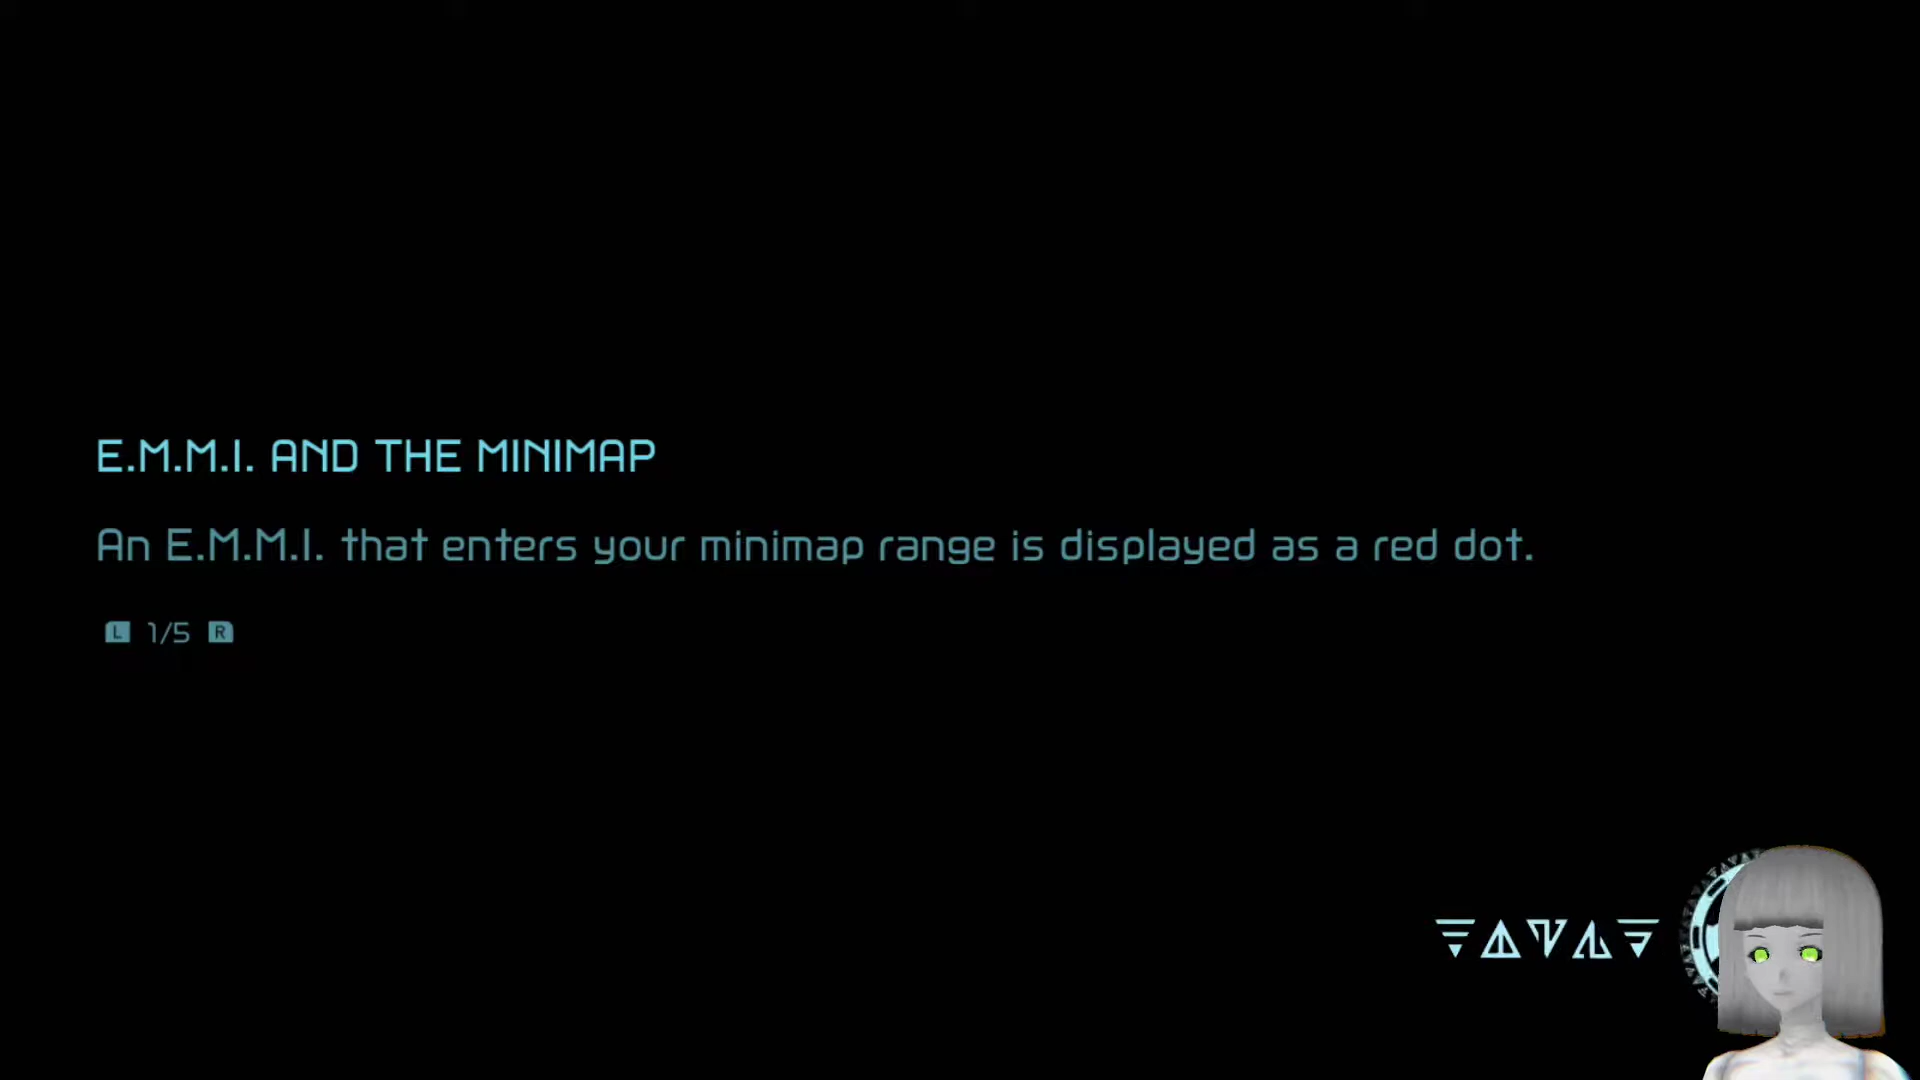 E.M.M.I. AND THE MINIMAP
An E.M.M.I. that enters your minimap range is displayed as a red dot.
L 1/5 R